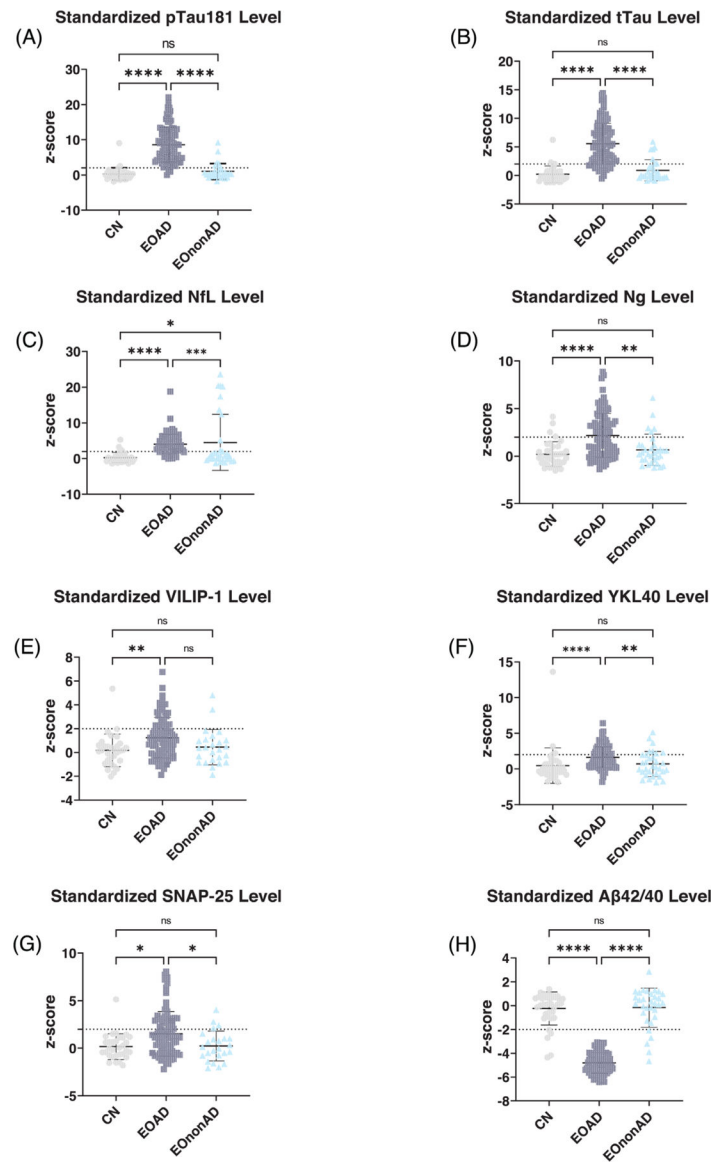 Standardized pTau181 Level
(A)
ns
**** ****
30
20
10
0
-10
z-score
CN
EOAD
EOnonAD
Standardized tTau Level
(B)
ns
**** ****
20
15
10
5
0
-5
z-score
CN
EOAD
EOnonAD
Standardized NfL Level
(C)
*
**** ***
30
20
10
0
-10
z-score
CN
EOAD
EOnonAD
Standardized Ng Level
(D)
ns
**** **
10
5
0
-5
z-score
CN
EOAD
EOnonAD
Standardized VILIP-1 Level
(E)
ns
** ns
8
6
4
2
0
-2
-4
z-score
CN
EOAD
EOnonAD
Standardized YKL40 Level
(F)
ns
**** **
15
10
5
0
-5
z-score
CN
EOAD
EOnonAD
Standardized SNAP-25 Level
(G)
ns
* *
10
5
0
-5
z-score
CN
EOAD
EOnonAD
Standardized Aβ42/40 Level
(H)
ns
**** ****
4
2
0
-2
-4
-6
-8
z-score
CN
EOAD
EOnonAD